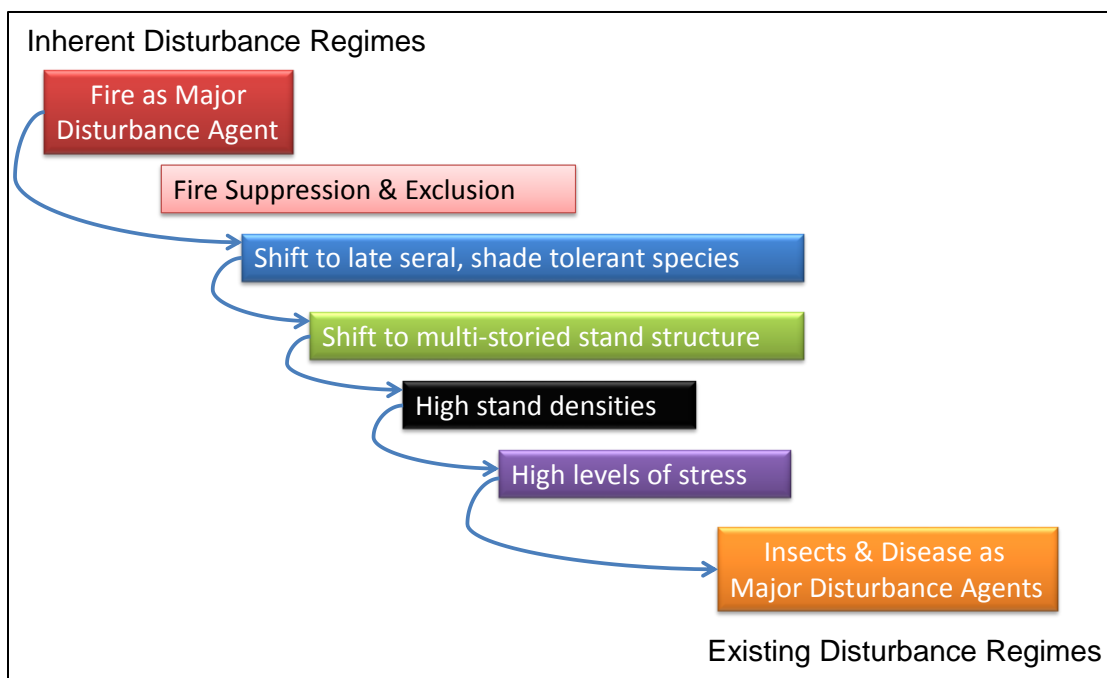 Inherent Disturbance Regimes
Fire as Major
Disturbance Agent
Fire Suppression & Exclusion
Shift to late seral, shade tolerant species
Shift to multi-storied stand structure
High stand densities
High levels of stress
Insects & Disease as
Major Disturbance Agents
Existing Disturbance Regimes